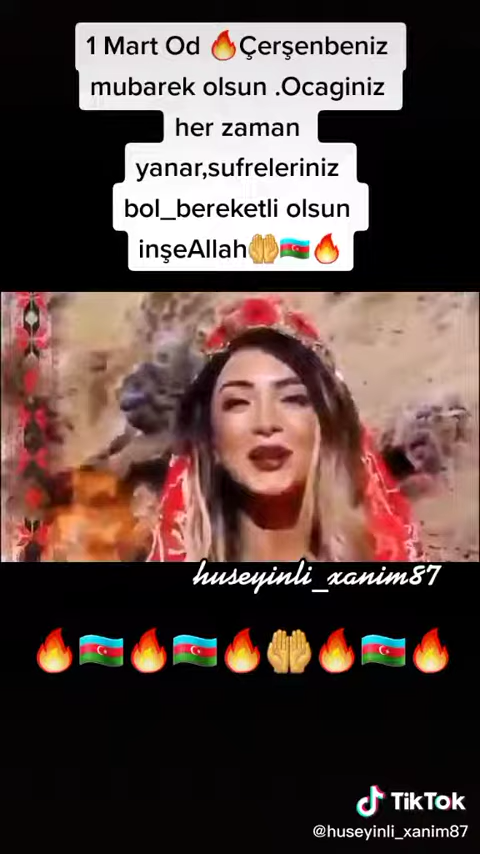 1 Mart Od 🔥Çerşenbeniz
mubarek olsun .Ocaginiz
her zaman
yanar,sufreleriniz
bol_bereketli olsun
inşeAllah🤲🇦🇿🔥
huseyinli_xanim87
🔥🇦🇿🔥🇦🇿🔥🤲🔥🇦🇿🔥
TikTok
@huseyinli_xanim87